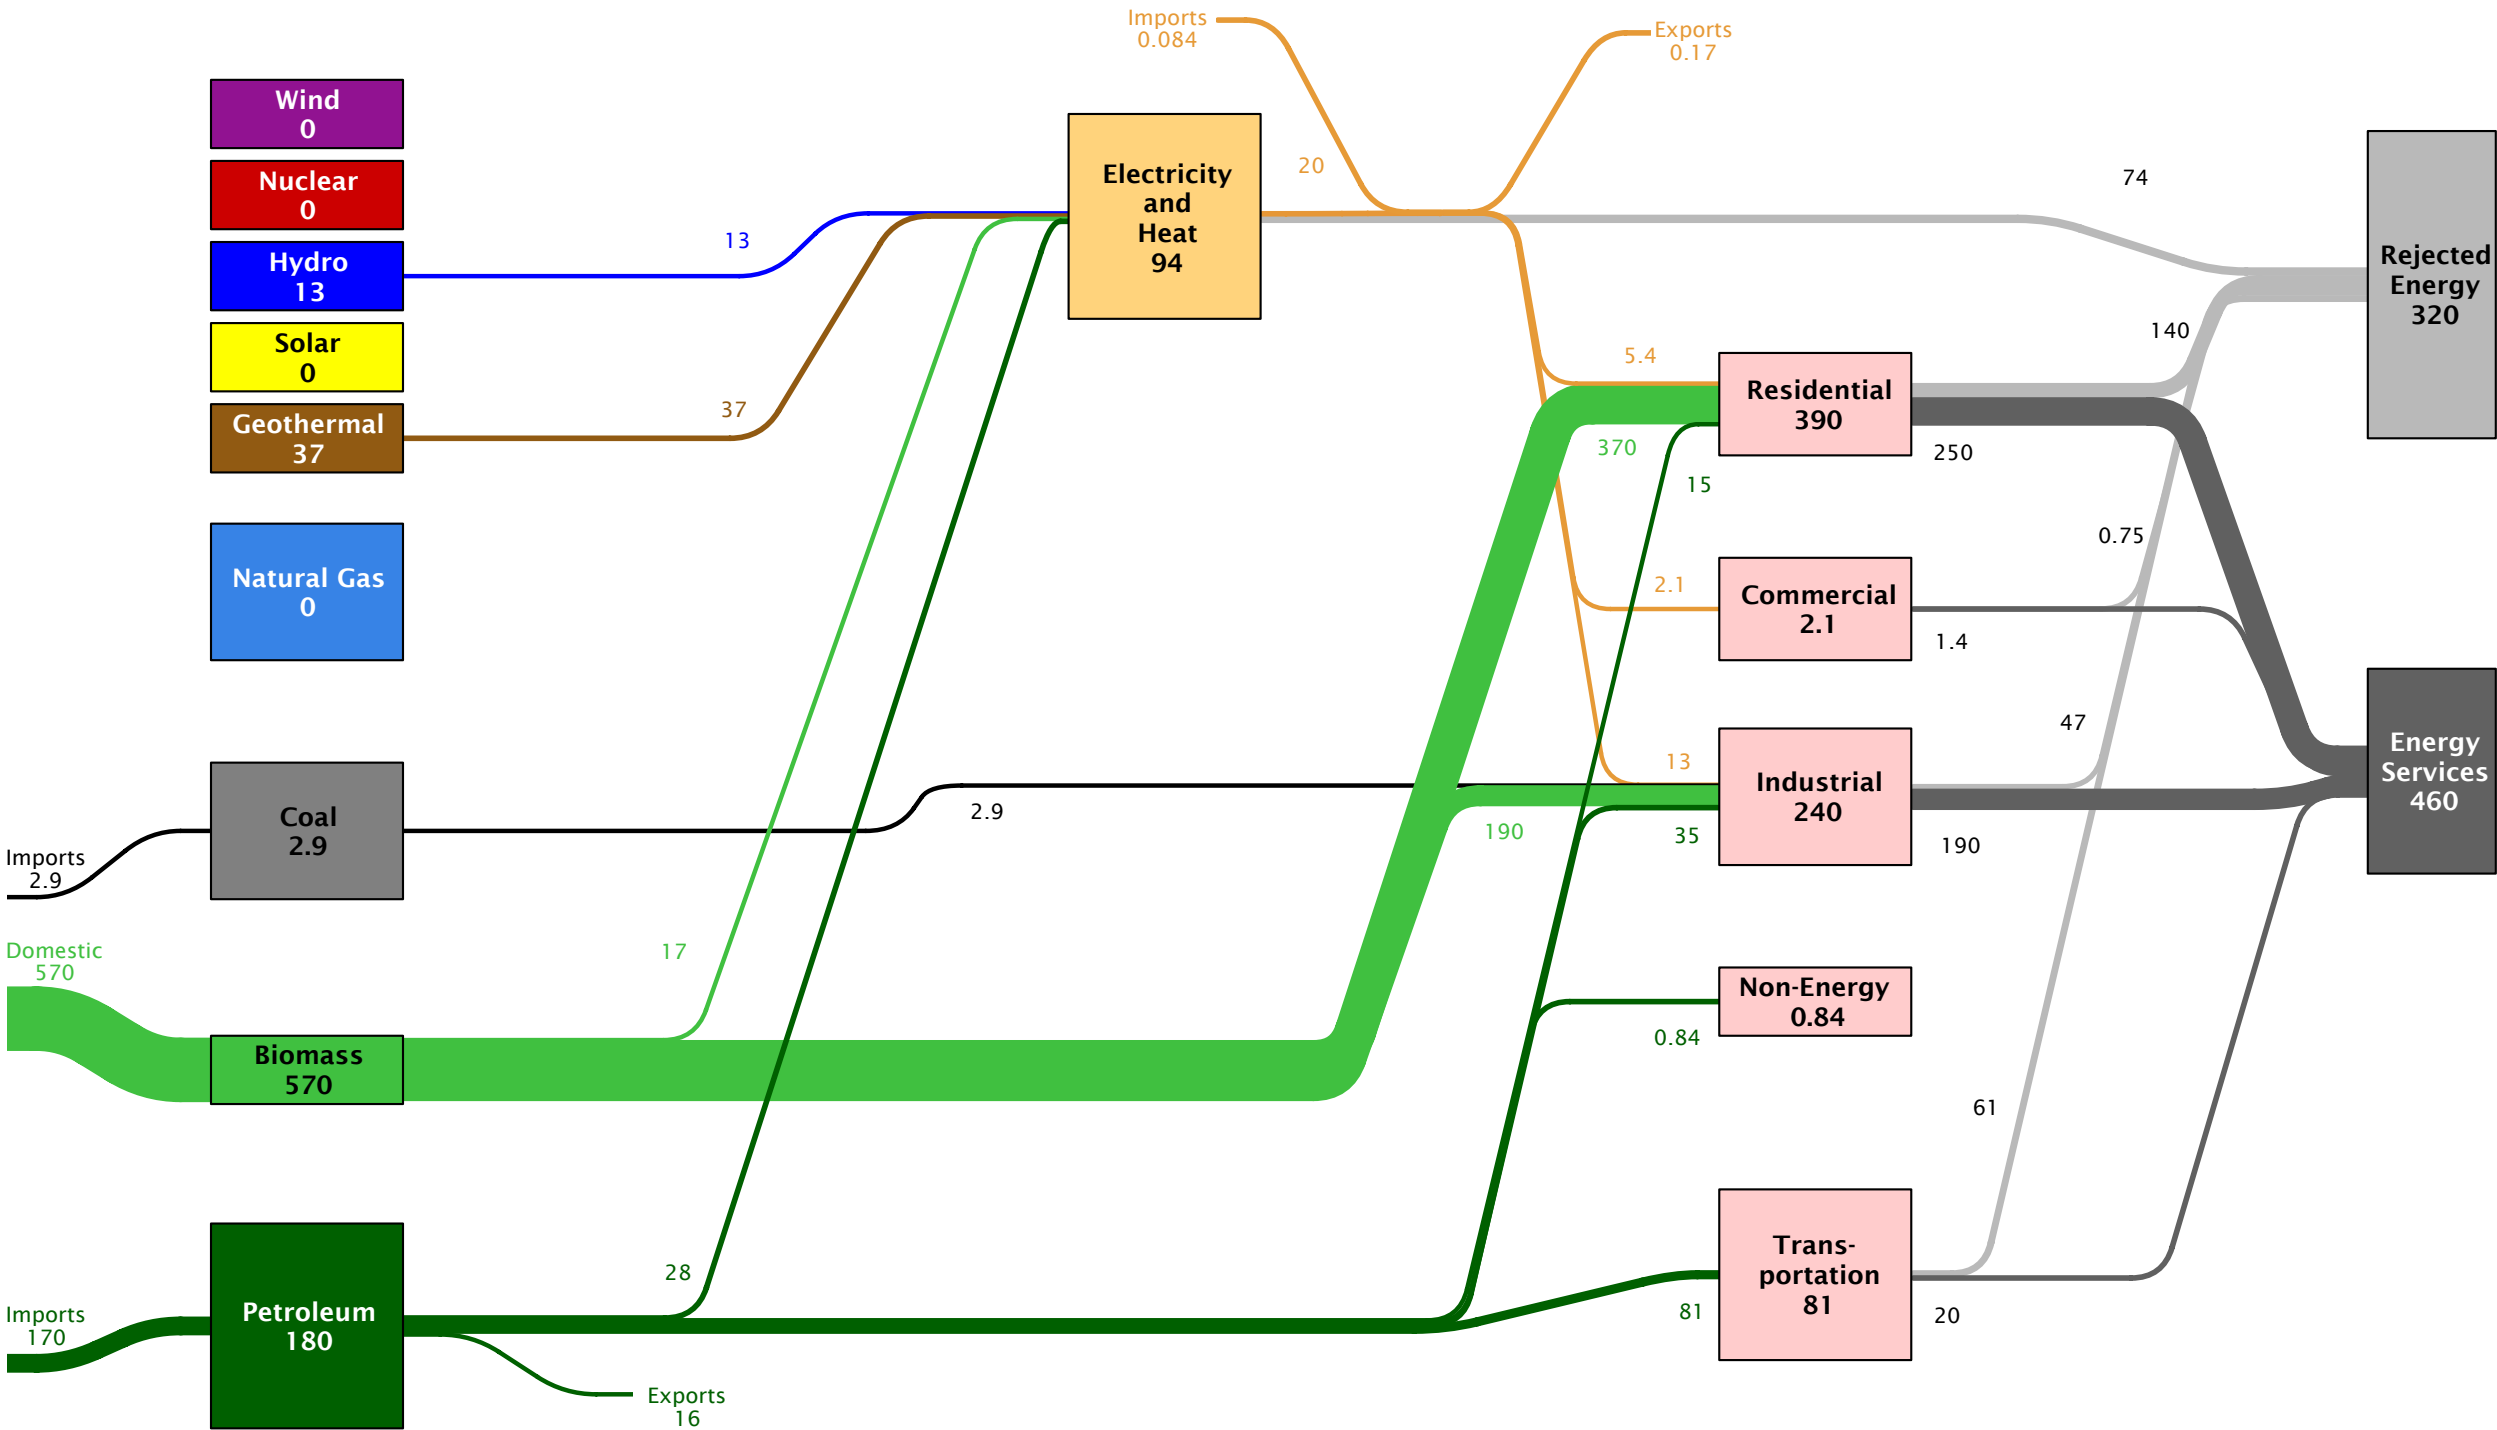 Imports
0.084
Exports
0.17
Wind
0
Nuclear
0
Hydro
13
Solar
0
Geothermal
37
Natural Gas
0
Coal
2.9
Imports
2.9
Domestic
570
Biomass
570
Imports
170
Petroleum
180
Exports
16
13
37
17
28
2.9
Electricity
and
Heat
94
20
74
5.4
370
15
2.1
13
190
35
0.84
81
Residential
390
Commercial
2.1
Industrial
240
Non-Energy
0.84
Trans-
portation
81
140
250
0.75
1.4
47
190
61
20
Rejected
Energy
320
Energy
Services
460